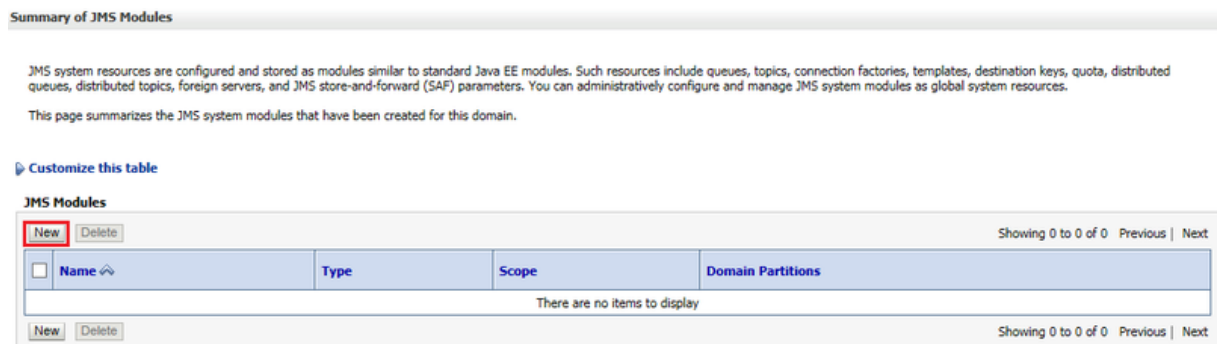 Summary of JMS Modules
JMS system resources are configured and stored as modules similar to standard Java EE modules. Such resources include queues, topics, connection factories, templates, destination keys, quota, distributed
queues, distributed topics, foreign servers, and JMS store-and-forward (SAF) parameters. You can administratively configure and manage JMS system modules as global system resources.
This page summarizes the JMS system modules that have been created for this domain.
Customize this table
JMS Modules
New Delete Showing 0 to 0 of 0 Previous | Next
Name Type Scope Domain Partitions
There are no items to display
New Delete Showing 0 to 0 of 0 Previous | Next